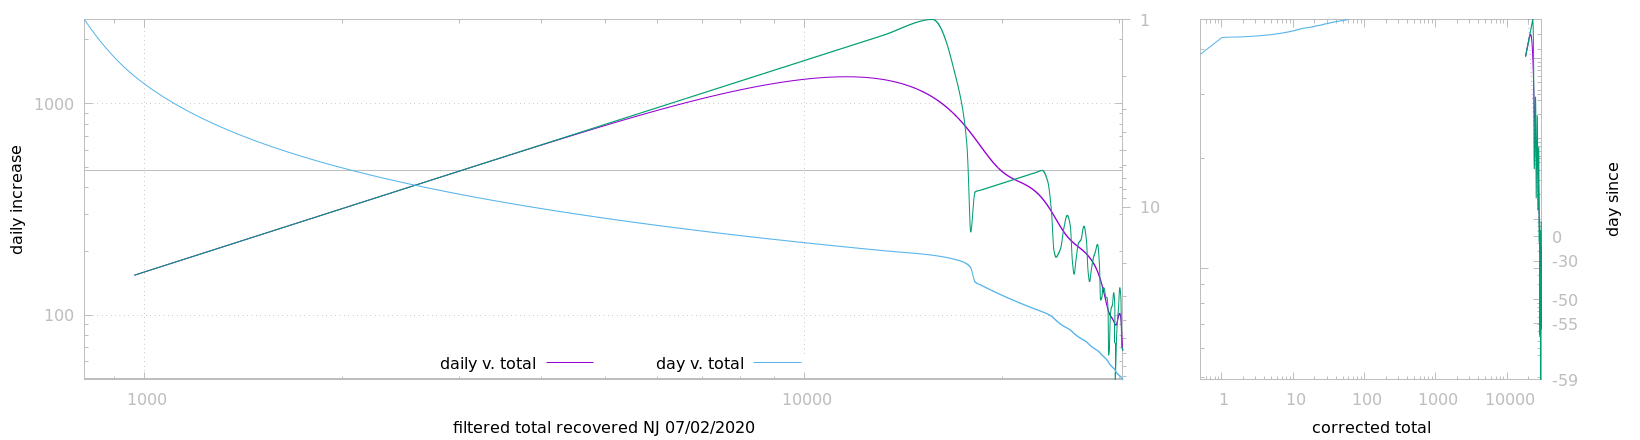 daily increase
1000
100
daily v. total
day v. total
1000
10000
filtered total recovered NJ 07/02/2020
1
10
1
10
100
1000
10000
corrected total
0
-30
-50
-55
-59
day since